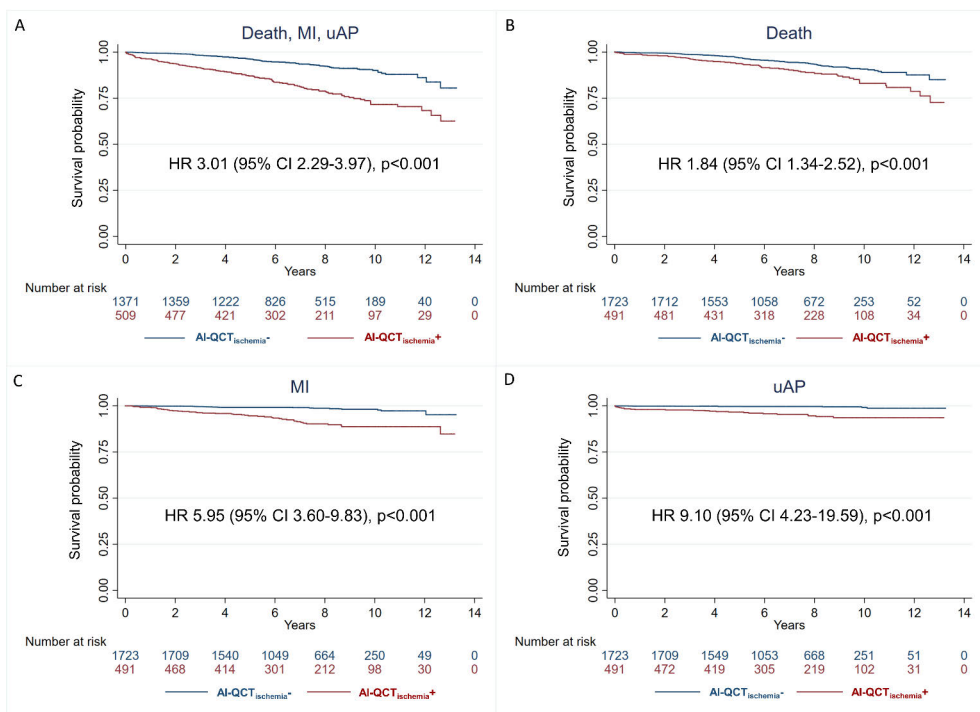 A
Death, MI, uAP
Survival probability
1.00
0.75
0.50
0.25
0.00
HR 3.01 (95% CI 2.29-3.97), p<0.001
0 2 4 6 8 10 12 14
Years
Number at risk
1371 1359 1222 826 515 189 40 0
509 477 421 302 211 97 29 0
AI-QCTischemia- AI-QCTischemia+
B
Death
Survival probability
1.00
0.75
0.50
0.25
0.00
HR 1.84 (95% CI 1.34-2.52), p<0.001
0 2 4 6 8 10 12 14
Years
Number at risk
1723 1712 1553 1058 672 253 52 0
491 481 431 318 228 108 34 0
AI-QCTischemia- AI-QCTischemia+
C
MI
Survival probability
1.00
0.75
0.50
0.25
0.00
HR 5.95 (95% CI 3.60-9.83), p<0.001
0 2 4 6 8 10 12 14
Years
Number at risk
1723 1709 1540 1049 664 250 49 0
491 468 414 301 212 98 30 0
AI-QCTischemia- AI-QCTischemia+
D
uAP
Survival probability
1.00
0.75
0.50
0.25
0.00
HR 9.10 (95% CI 4.23-19.59), p<0.001
0 2 4 6 8 10 12 14
Years
Number at risk
1723 1709 1549 1053 668 251 51 0
491 472 419 305 219 102 31 0
AI-QCTischemia- AI-QCTischemia+